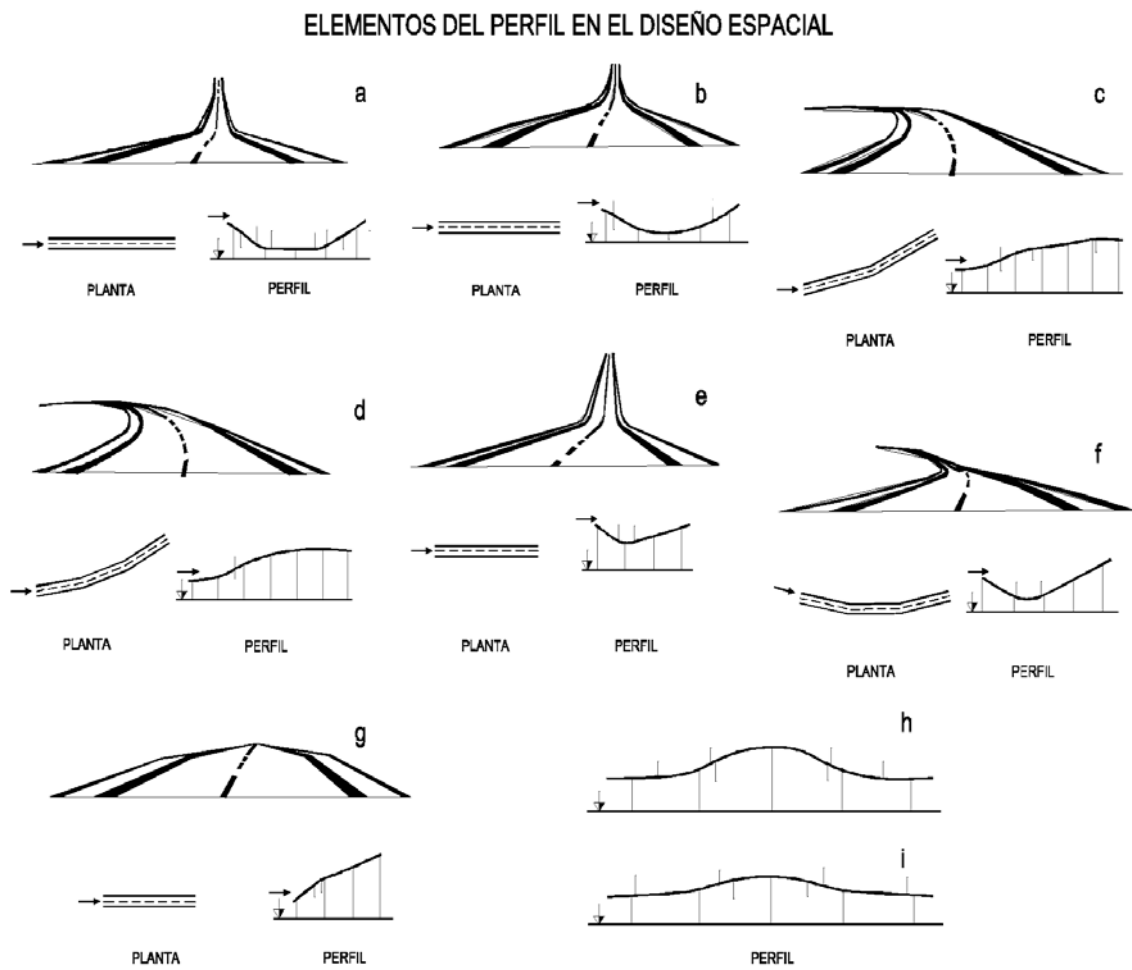 ELEMENTOS DEL PERFIL EN EL DISEÑO ESPACIAL
a
b
c
PLANTA PERFIL
PLANTA PERFIL
PLANTA PERFIL
d
e
f
PLANTA PERFIL
PLANTA PERFIL
PLANTA PERFIL
g
h
i
PLANTA PERFIL
PERFIL